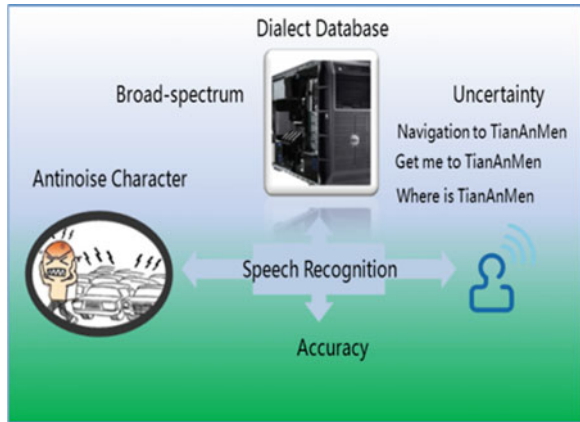 Dialect Database
Broad-spectrum
Uncertainty
Navigation to TianAnMen
Get me to TianAnMen
Where is TianAnMen
Antinoise Character
Speech Recognition
Accuracy